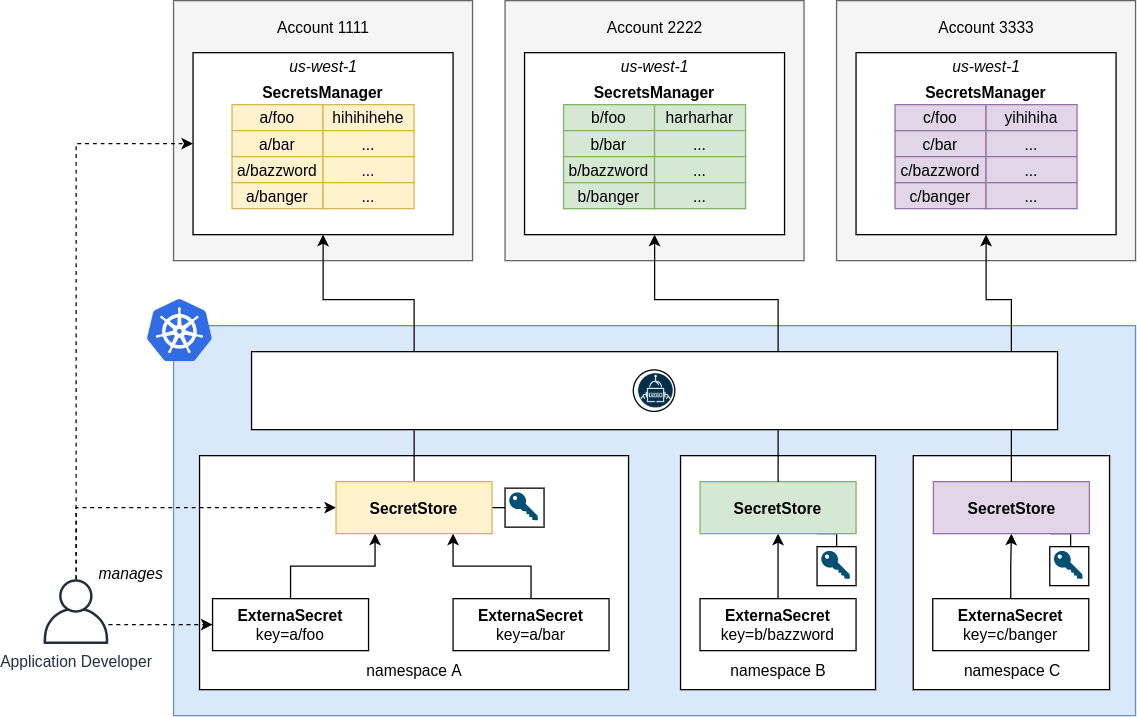 Account 1111
Account 2222
Account 3333
us-west-1
us-west-1
us-west-1
SecretsManager
SecretsManager
SecretsManager
a/foo hihihihehe
a/bar ...
a/bazzword ...
a/banger ...
b/foo harharhar
b/bar ...
b/bazzword ...
b/banger ...
c/foo yihihiha
c/bar ...
c/bazzword ...
c/banger ...
SecretStore
SecretStore
SecretStore
manages
Application Developer
ExternaSecret
key=a/foo
ExternaSecret
key=a/bar
namespace A
ExternaSecret
key=b/bazzword
namespace B
ExternaSecret
key=c/banger
namespace C